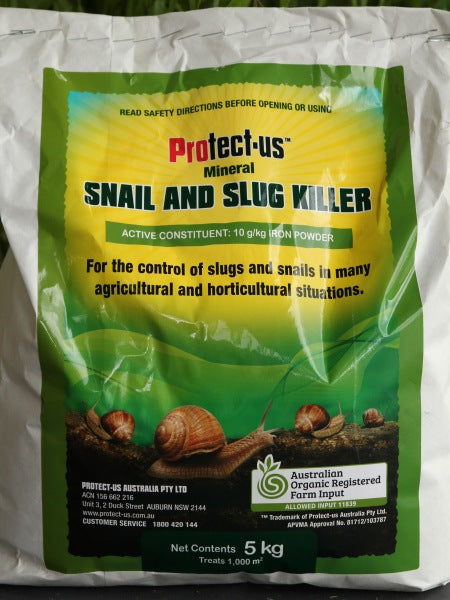 READ SAFETY DIRECTIONS BEFORE OPENING OR USING
Protect-us™
Mineral
SNAIL AND SLUG KILLER
ACTIVE CONSTITUENT: 10 g/kg IRON POWDER
For the control of slugs and snails in many
agricultural and horticultural situations.
PROTECT-US AUSTRALIA PTY LTD
ACN 156 662 216
Unit 3, 2 Duck Street AUBURN NSW 2144
www.protect-us.com.au
CUSTOMER SERVICE 1800 420 144
Australian
Organic Registered
Farm Input
ALLOWED INPUT 11839
™ Trademark of Protect-us Australia Pty Ltd.
APVMA Approval No. 81712/103787
Net Contents 5 kg
Treats 1,000 m²